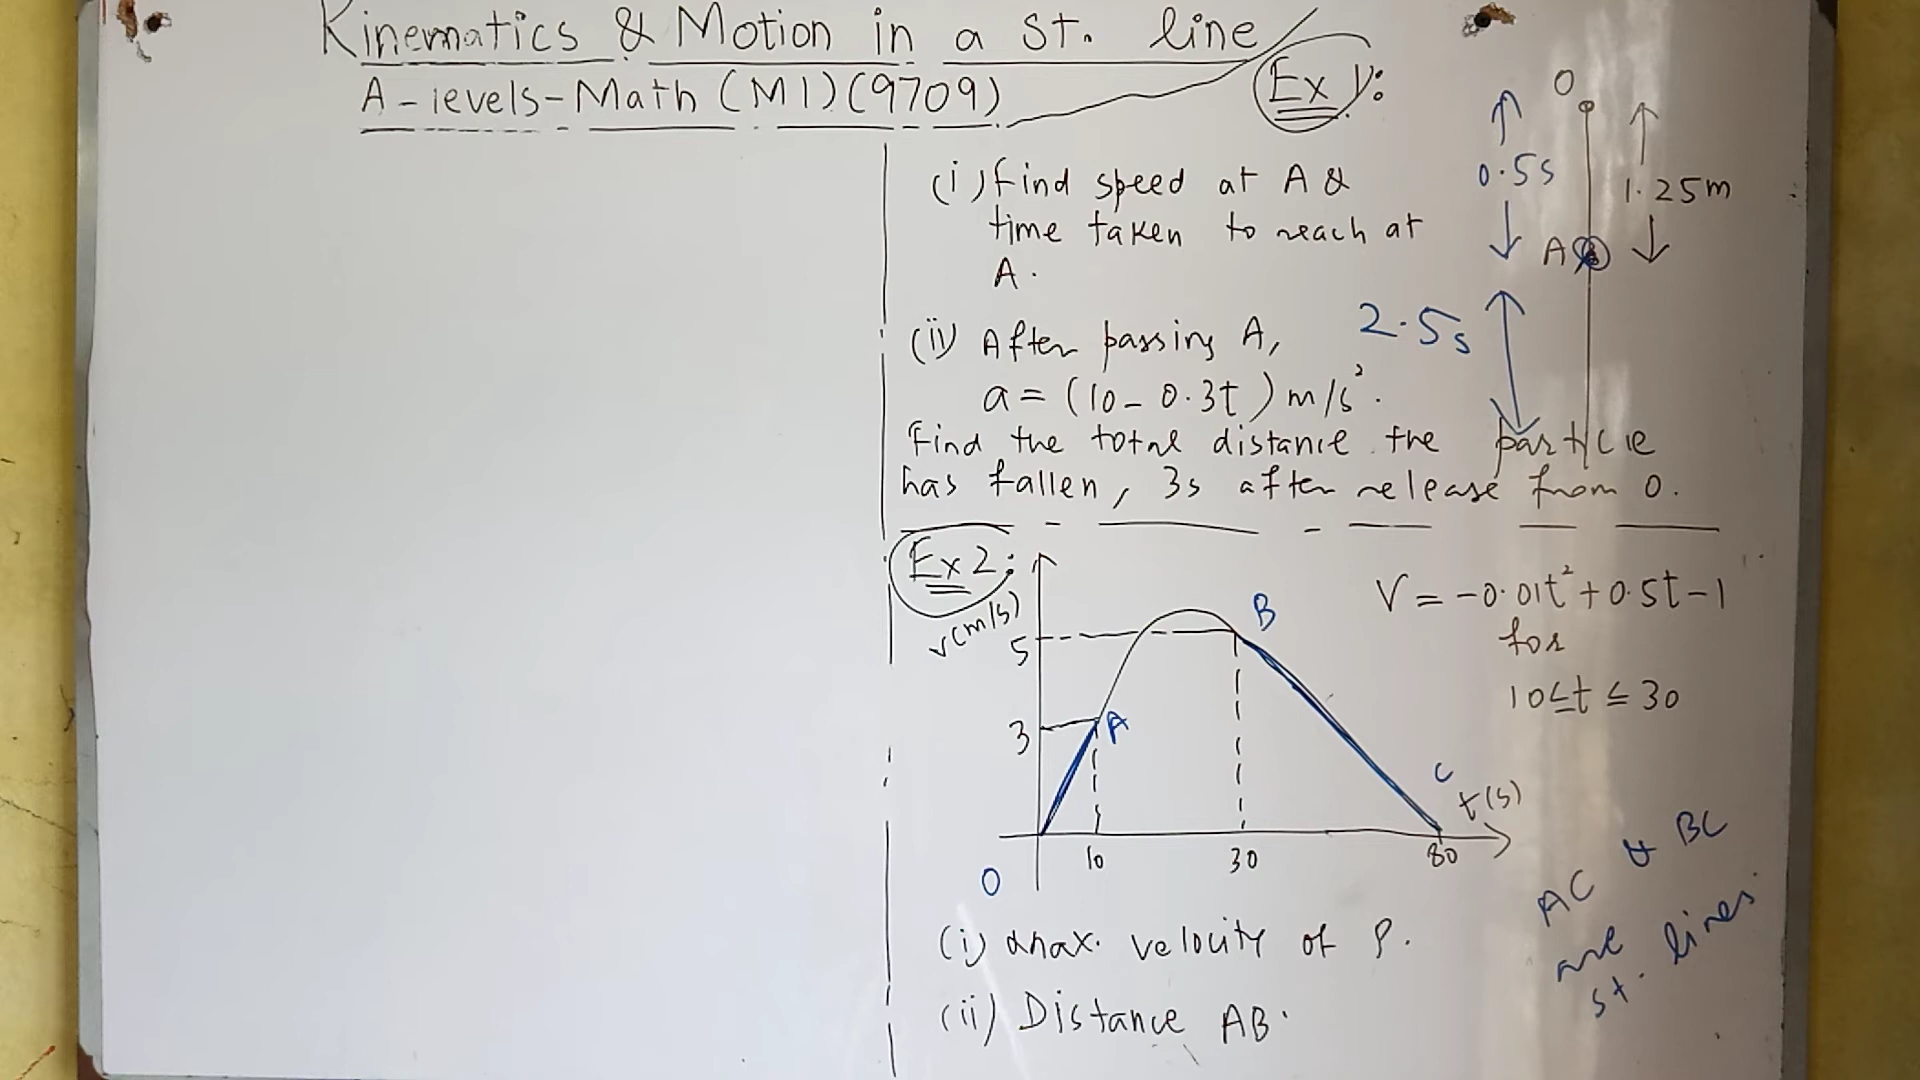 Kinematics & Motion in a st. line
A-levels-Math (M1) (9709)
Ex 1:
(i) find speed at A &
time taken to reach at
A.
O
0.5s
1.25m
A
(ii) After passing A,
2.5s
a = (10 - 0.3t) m/s².
Find the total distance the particle
has fallen, 3s after release from O.
Ex 2:
v(m/s)
5
3
A
B
C
t(s)
O
10
30
80
V = -0.01t² + 0.5t - 1
for
10 ≤ t ≤ 30
AC & BC
are
st. lines
(i) max. velocity of P.
(ii) Distance AB.